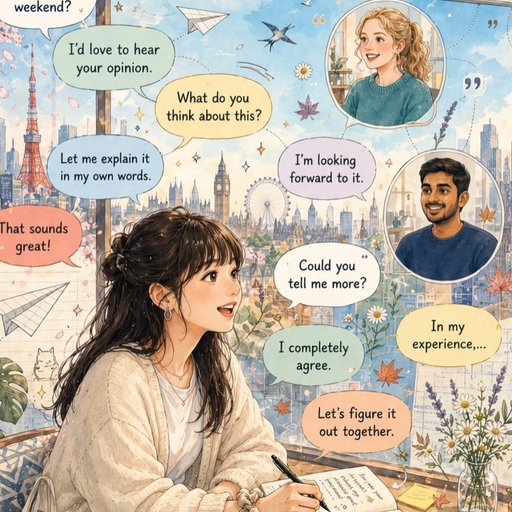 weekend?
I'd love to hear
your opinion.
What do you
think about this?
Let me explain it
in my own words.
I'm looking
forward to it.
That sounds
great!
Could you
tell me more?
In my
experience,...
I completely
agree.
Let's figure it
out together.